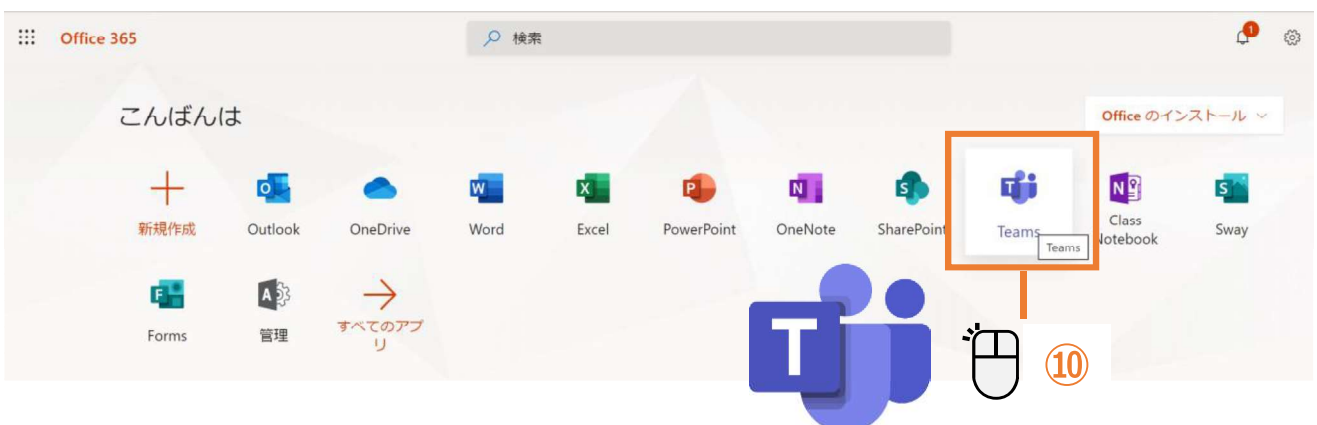 Office 365
検索
1
こんばんは
Office のインストール
新規作成
Outlook
OneDrive
Word
Excel
PowerPoint
OneNote
SharePoint
Teams
Teams
Class
Notebook
Sway
Forms
管理
すべてのアプ
リ
T
⑩